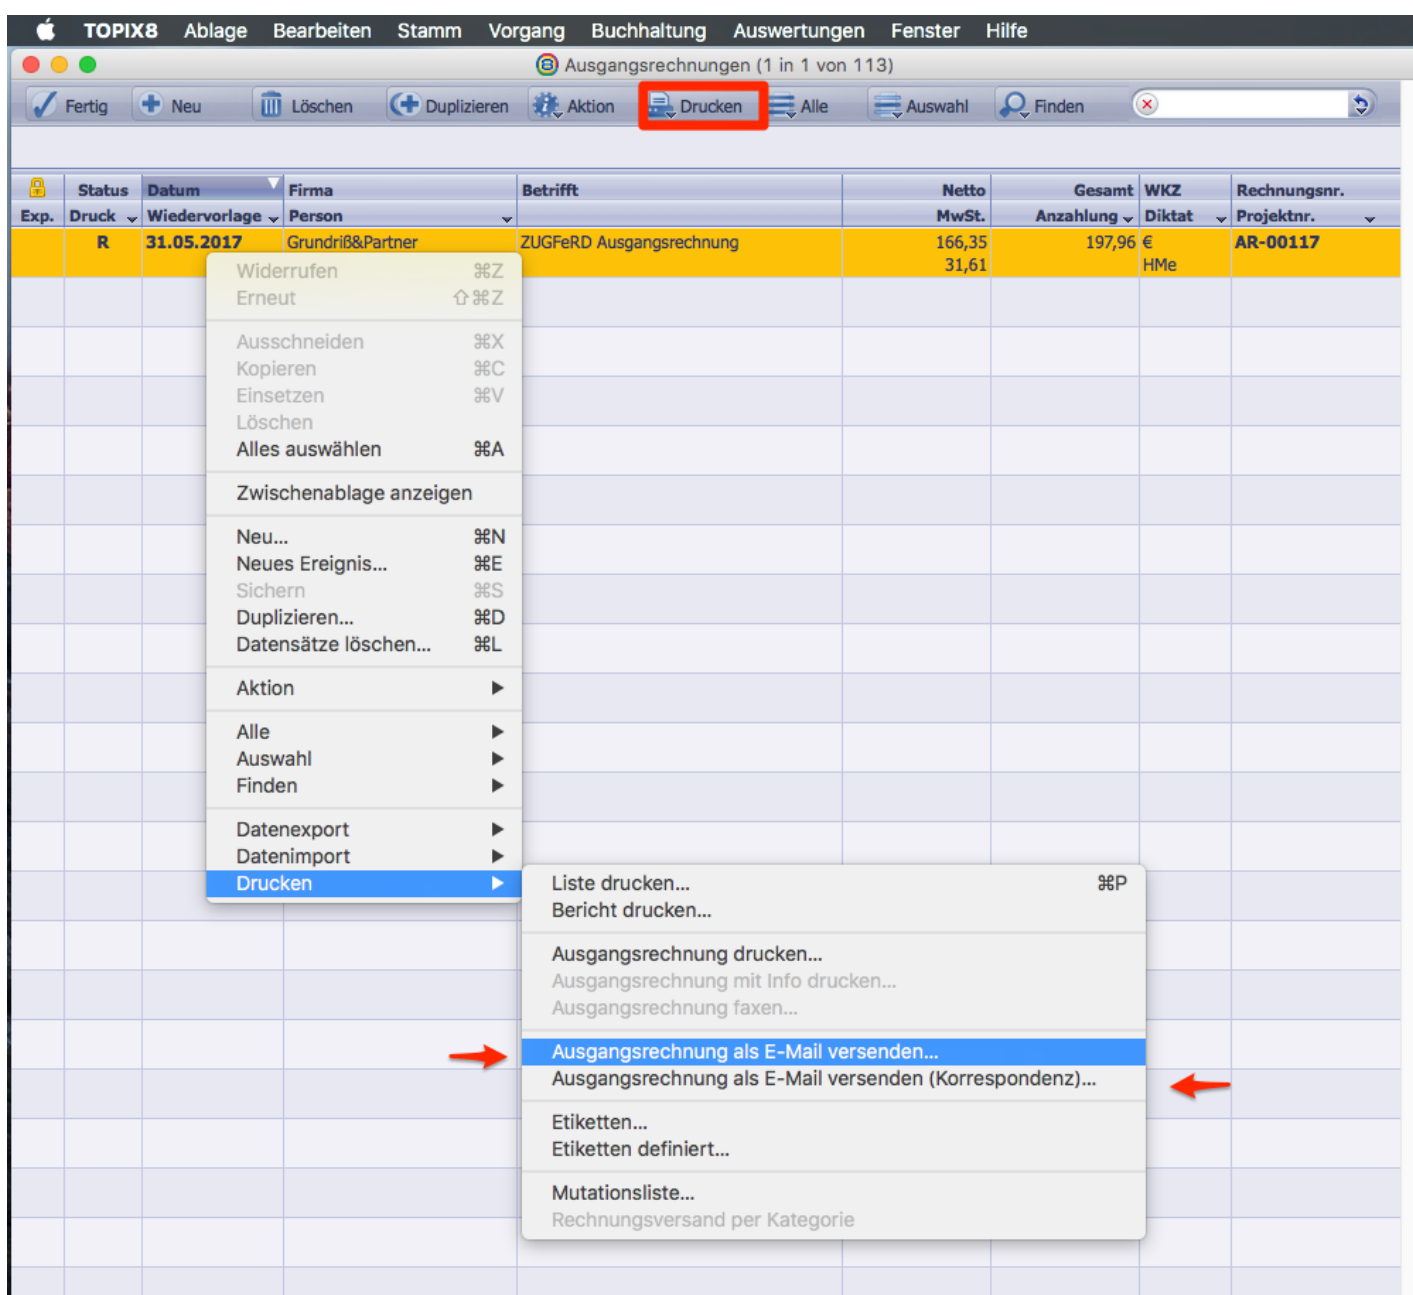 TOPIX8 Ablage Bearbeiten Stamm Vorgang Buchhaltung Auswertungen Fenster Hilfe
Ausgangsrechnungen (1 in 1 von 113)
Fertig Neu Löschen Duplizieren Aktion Drucken Alle Auswahl Finden
Status Datum Firma Betrifft Netto Gesamt WKZ Rechnungsnr.
Exp. Druck Wiedervorlage Person MwSt. Anzahlung Diktat Projektnr.
R 31.05.2017 Grundriß&Partner ZUGFeRD Ausgangsrechnung 166,35 197,96 € AR-00117
31,61 HMe
Widerrufen ⌘Z
Erneut ⇧⌘Z
Ausschneiden ⌘X
Kopieren ⌘C
Einsetzen ⌘V
Löschen
Alles auswählen ⌘A
Zwischenablage anzeigen
Neu... ⌘N
Neues Ereignis... ⌘E
Sichern ⌘S
Duplizieren... ⌘D
Datensätze löschen... ⌘L
Aktion
Alle
Auswahl
Finden
Datenexport
Datenimport
Drucken
Liste drucken... ⌘P
Bericht drucken...
Ausgangsrechnung drucken...
Ausgangsrechnung mit Info drucken...
Ausgangsrechnung faxen...
Ausgangsrechnung als E-Mail versenden...
Ausgangsrechnung als E-Mail versenden (Korrespondenz)...
Etiketten...
Etiketten definiert...
Mutationsliste...
Rechnungsversand per Kategorie